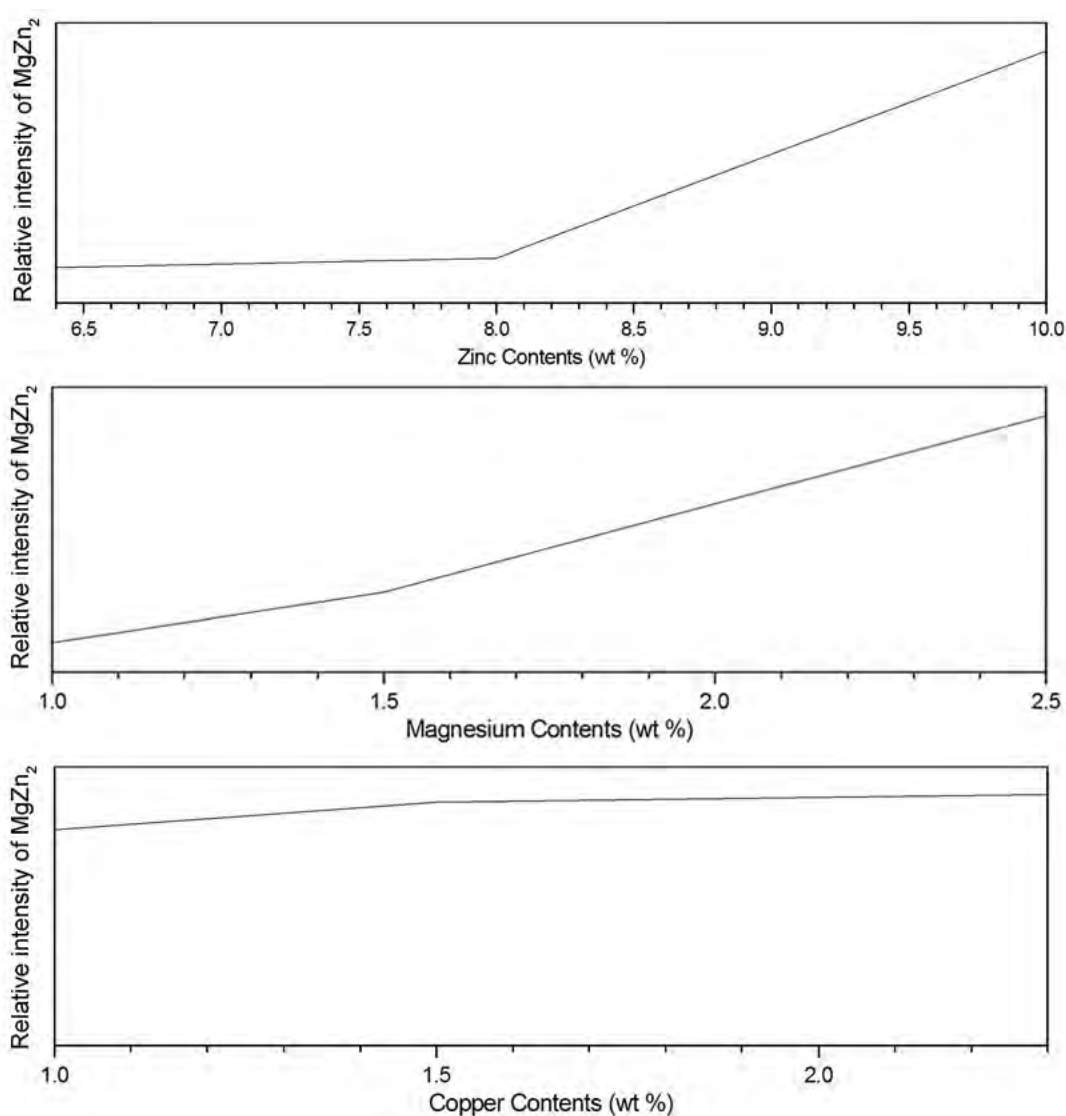 Relative intensity of MgZn₂
6.5 7.0 7.5 8.0 8.5 9.0 9.5 10.0
Zinc Contents (wt %)
Relative intensity of MgZn₂
1.0 1.5 2.0 2.5
Magnesium Contents (wt %)
Relative intensity of MgZn₂
1.0 1.5 2.0
Copper Contents (wt %)